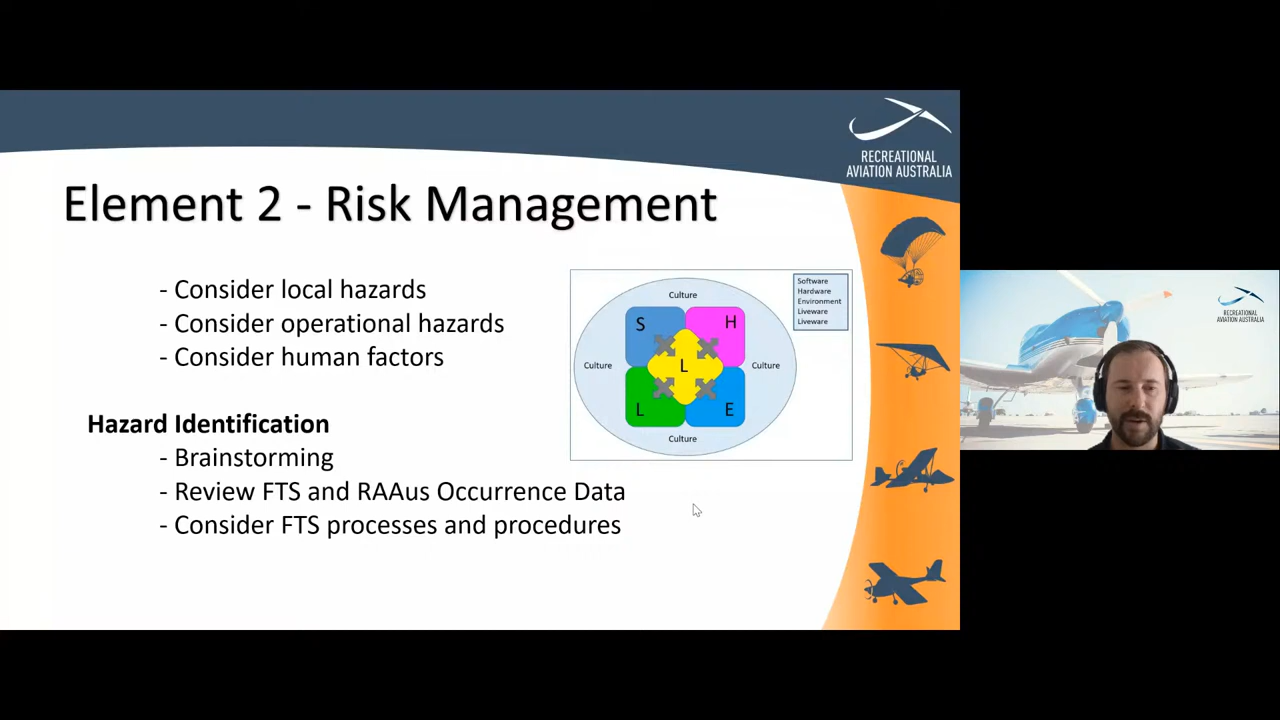 RECREATIONAL
AVIATION AUSTRALIA
Element 2 - Risk Management
- Consider local hazards
- Consider operational hazards
- Consider human factors
Hazard Identification
- Brainstorming
- Review FTS and RAAus Occurrence Data
- Consider FTS processes and procedures
Culture
S
H
Culture
L
Culture
L
E
Culture
Software
Hardware
Environment
Liveware
Liveware
RECREATIONAL
AVIATION AUSTRALIA